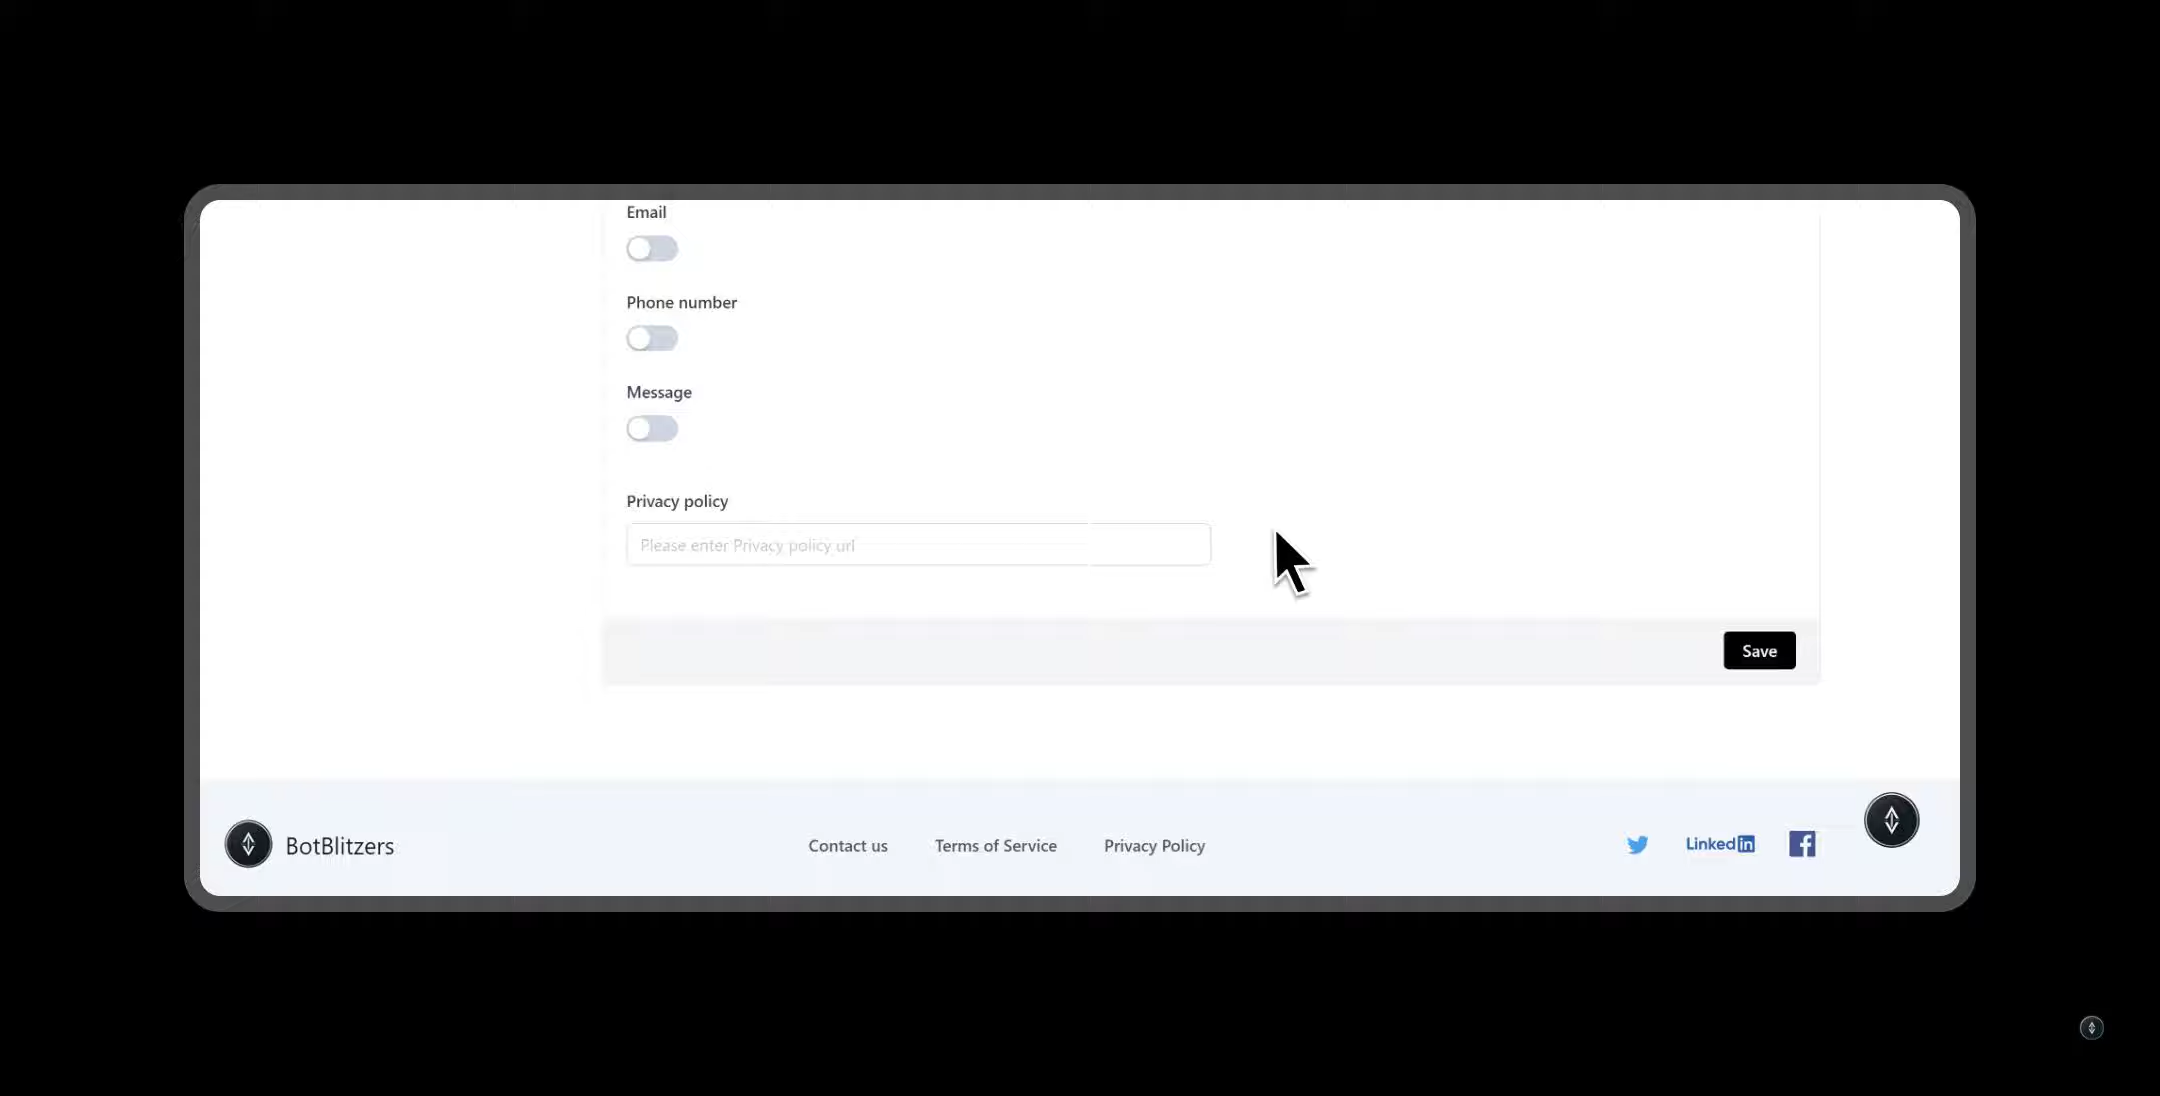 Email
Phone number
Message
Privacy policy
Please enter Privacy policy url
Save
BotBlitzers
Contact us
Terms of Service
Privacy Policy
Linked in